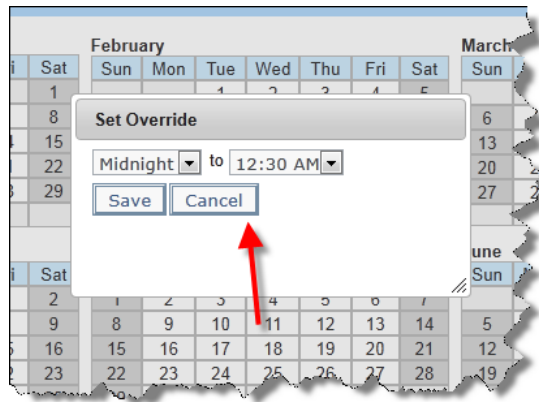 February March
i Sat Sun Mon Tue Wed Thu Fri Sat Sun
1
8 6
15 13
22 20
29 27
Set Override
Midnight to 12:30 AM
Save Cancel
une
i Sat Sun
2 1 2 3 4 5 6 7
9 8 9 10 11 12 13 14 5
16 15 16 17 18 19 20 21 12
23 22 23 24 25 26 27 28 19